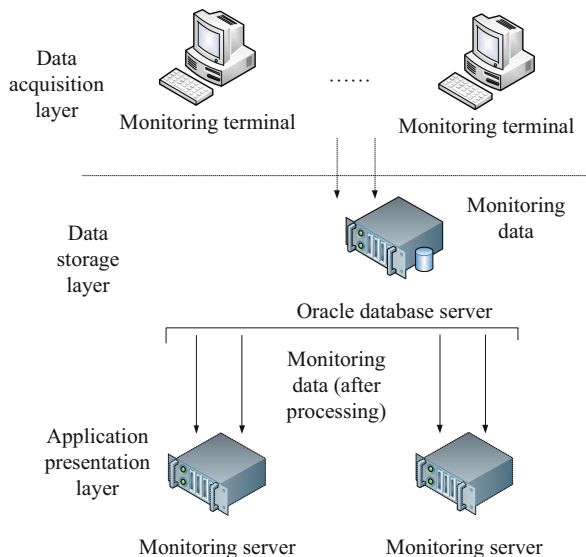 Data
acquisition
layer
......
Monitoring terminal
Monitoring terminal
Monitoring
data
Data
storage
layer
Oracle database server
Monitoring
data (after
processing)
Application
presentation
layer
Monitoring server
Monitoring server